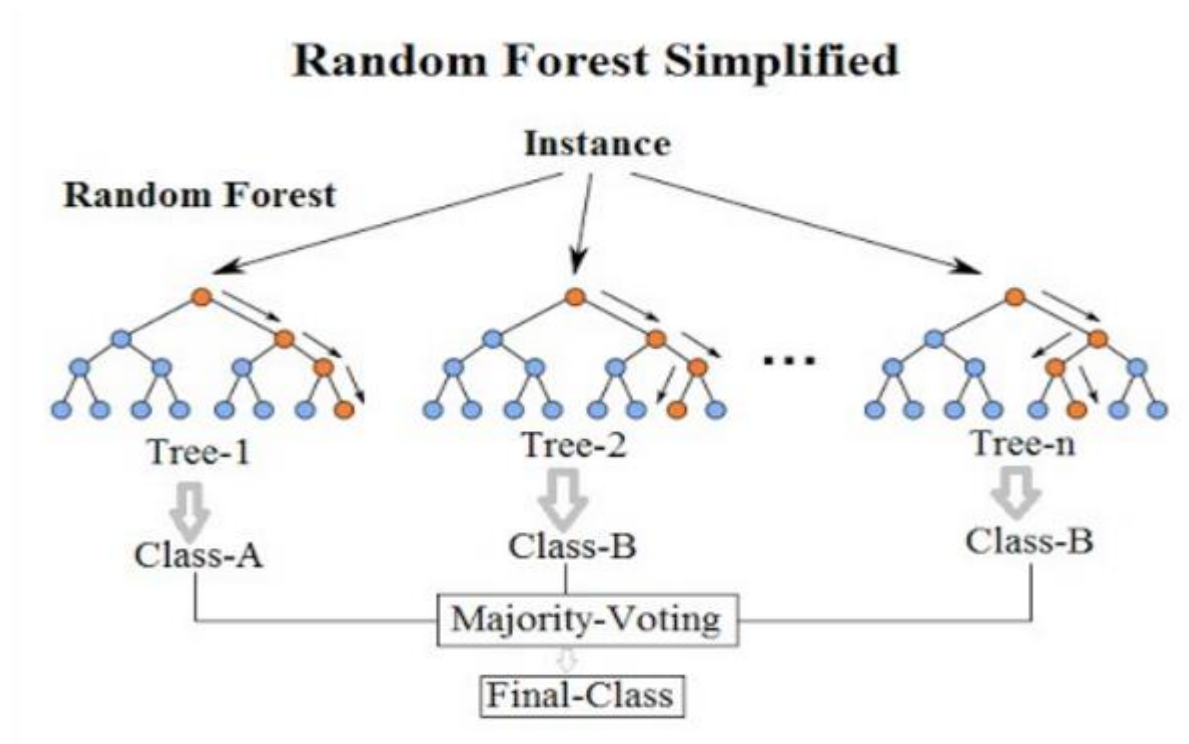 Random Forest Simplified
Instance
Random Forest
...
Tree-1
Tree-2
Tree-n
Class-A
Class-B
Class-B
Majority-Voting
Final-Class